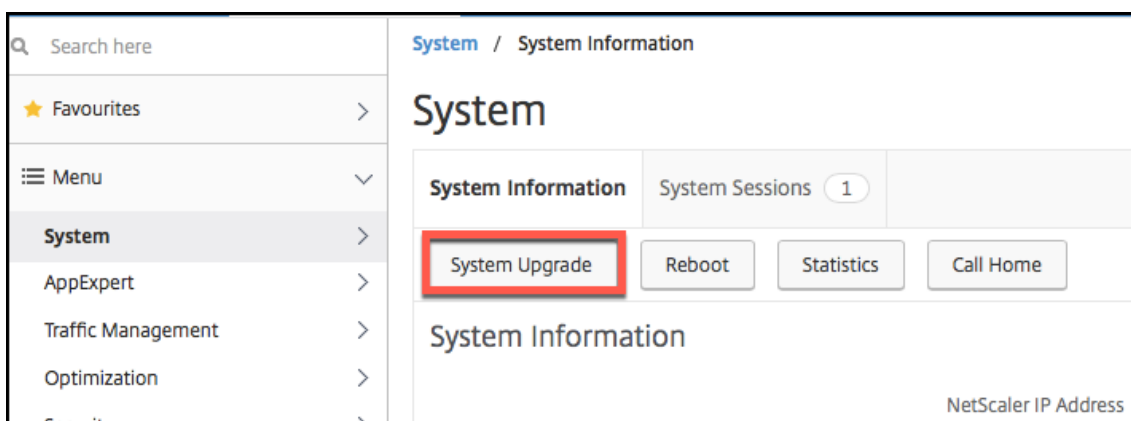 Search here
Favourites
Menu
System
AppExpert
Traffic Management
Optimization
System / System Information
System
System Information
System Sessions 1
System Upgrade
Reboot
Statistics
Call Home
System Information
NetScaler IP Address